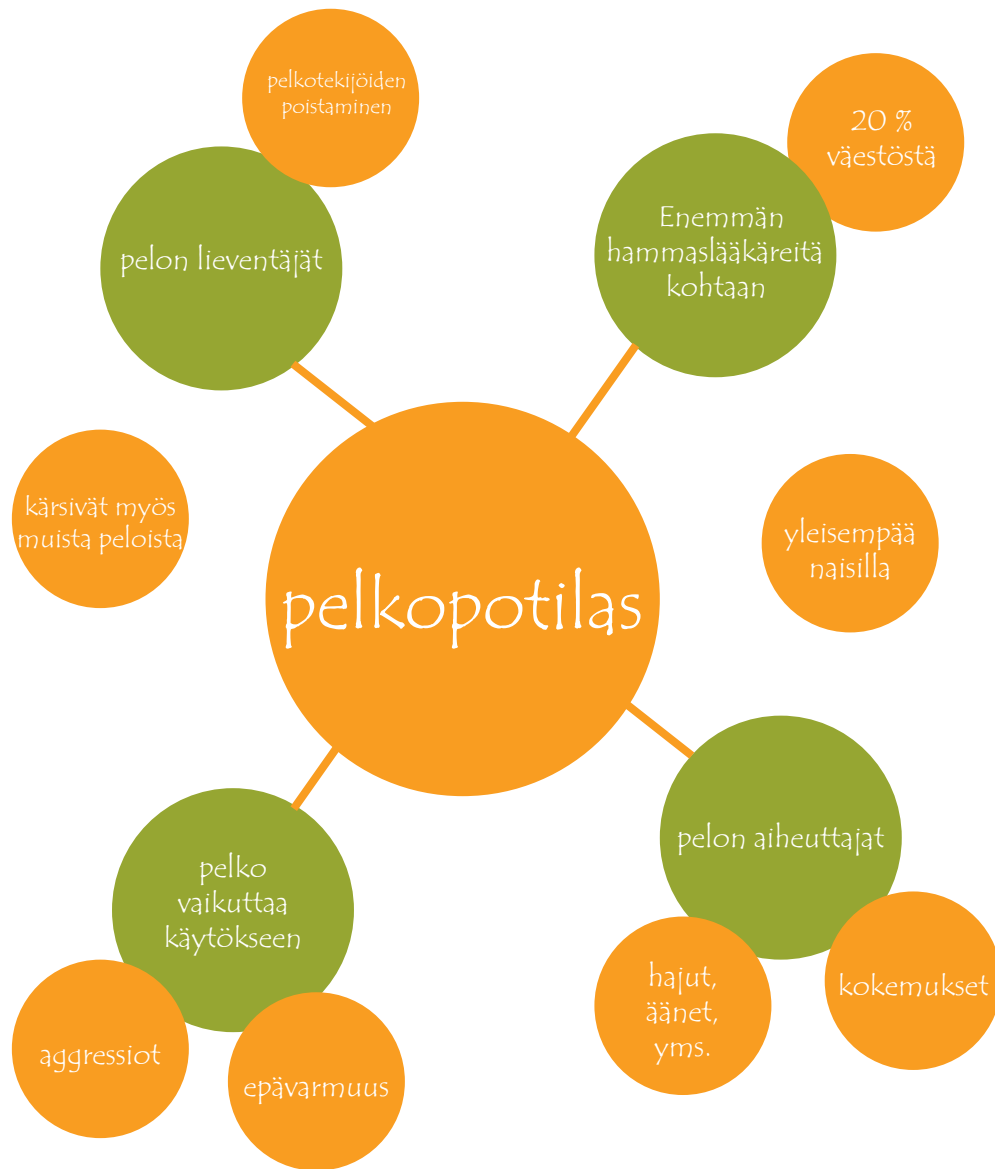 pelkotekijöiden
poistaminen
20 %
väestöstä
pelon lieventäjät
Enemmän
hammaslääkäreitä
kohtaan
kärsivät myös
muista peloista
yleisempää
naisilla
pelkopotilas
pelon aiheuttajat
pelko
vaikuttaa
käytökseen
hajut,
äänet,
yms.
kokemukset
aggressiot
epävarmuus